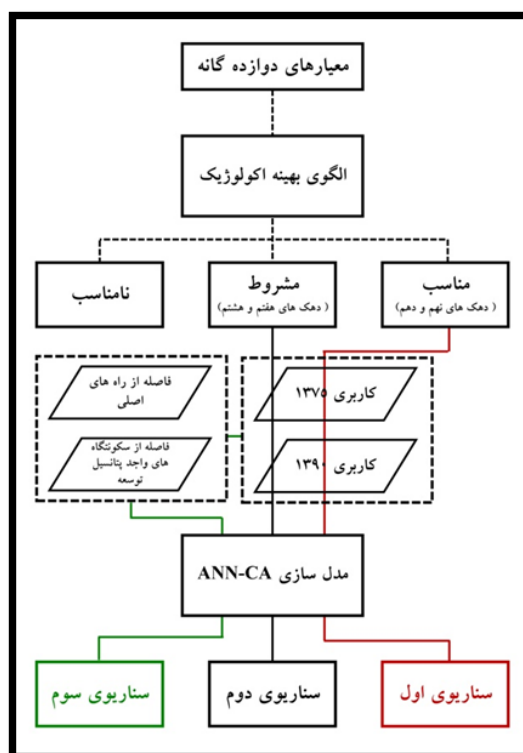 معیارهای دوازده گانه
الگوی بهینه اکولوژیک
مناسب
( دهک های نهم و دهم )
مشروط
( دهک های هفتم و هشتم )
نامناسب
کاربری ۱۳۷۵
کاربری ۱۳۹۰
فاصله از راه های
اصلی
فاصله از سکونتگاه
های واجد پتانسیل
توسعه
مدل سازی ANN-CA
سناریوی اول
سناریوی دوم
سناریوی سوم